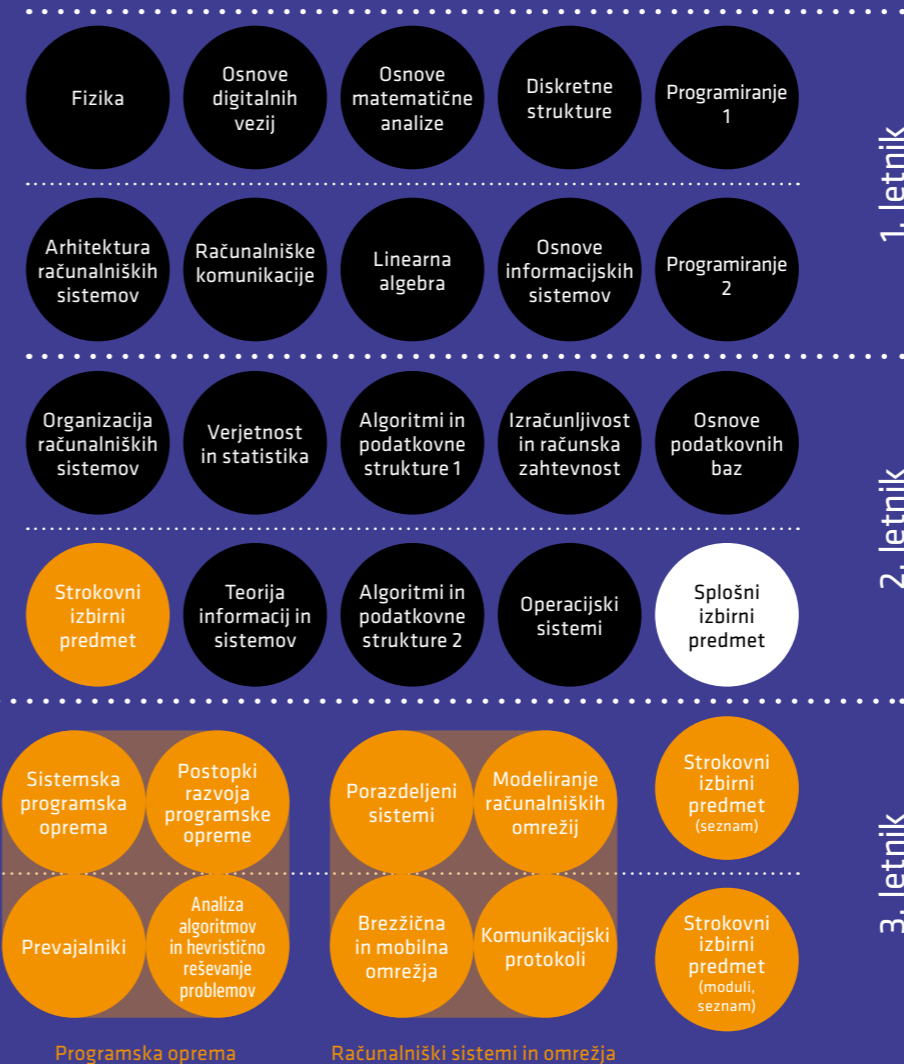 Fizika
Osnove
digitalnih
vezij
Osnove
matematične
analize
Diskretne
strukture
Programiranje
1
Arhitektura
računalniških
sistemov
Računalniške
komunikacije
Linearna
algebra
Osnove
informacijskih
sistemov
Programiranje
2
1. letnik
Organizacija
računalniških
sistemov
Verjetnost
in statistika
Algoritmi in
podatkovne
strukture 1
Izračunljivost
in računska
zahtevnost
Osnove
podatkovnih
baz
Strokovni
izbirni
predmet
Teorija
informacij in
sistemov
Algoritmi in
podatkovne
strukture 2
Operacijski
sistemi
Splošni
izbirni
predmet
2. letnik
Sistemska
programska
oprema
Postopki
razvoja
programske
opreme
Porazdeljeni
sistemi
Modeliranje
računalniških
omrežij
Strokovni
izbirni
predmet
(seznam)
Prevajalniki
Analiza
algoritmov
in hevristično
reševanje
problemov
Brezžična
in mobilna
omrežja
Komunikacijski
protokoli
Strokovni
izbirni
predmet
(moduli,
seznam)
3. letnik
Programska oprema
Računalniški sistemi in omrežja